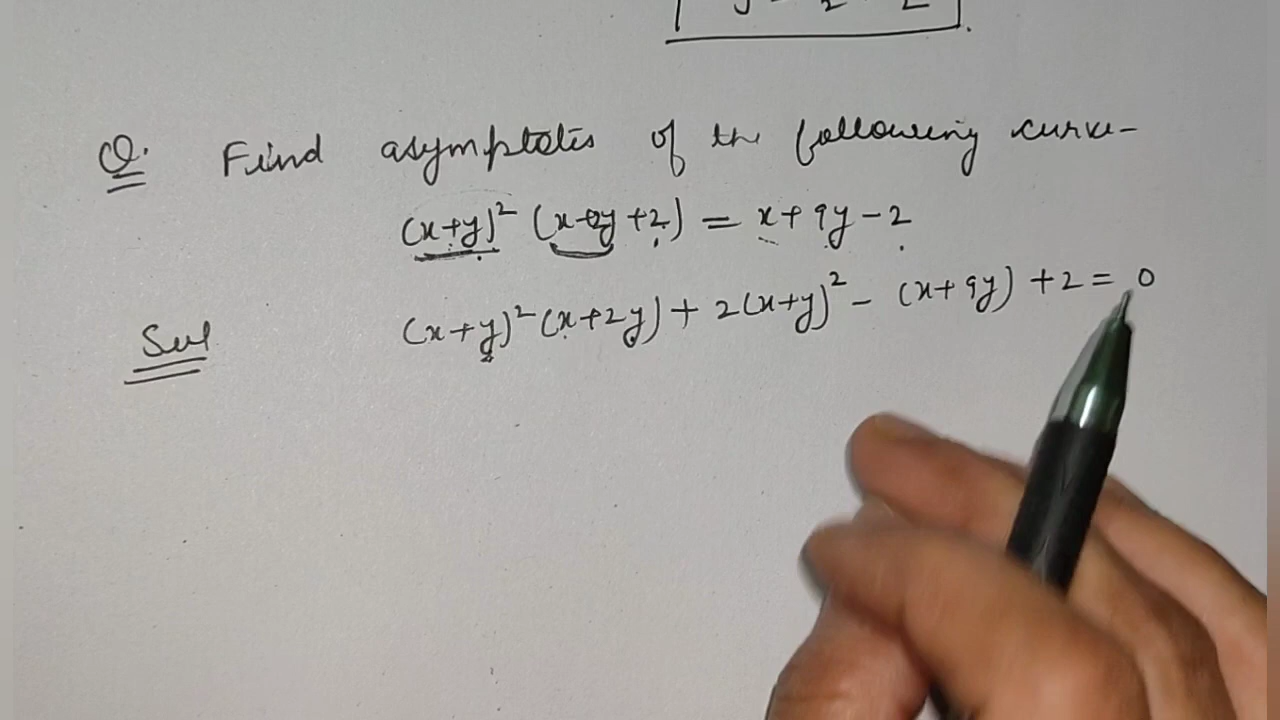 Q. Find asymptotes of the following curve-
(x+y)² (x+2y+2) = x+9y-2
Sol (x+y)²(x+2y) + 2(x+y)² - (x+9y) +2 = 0